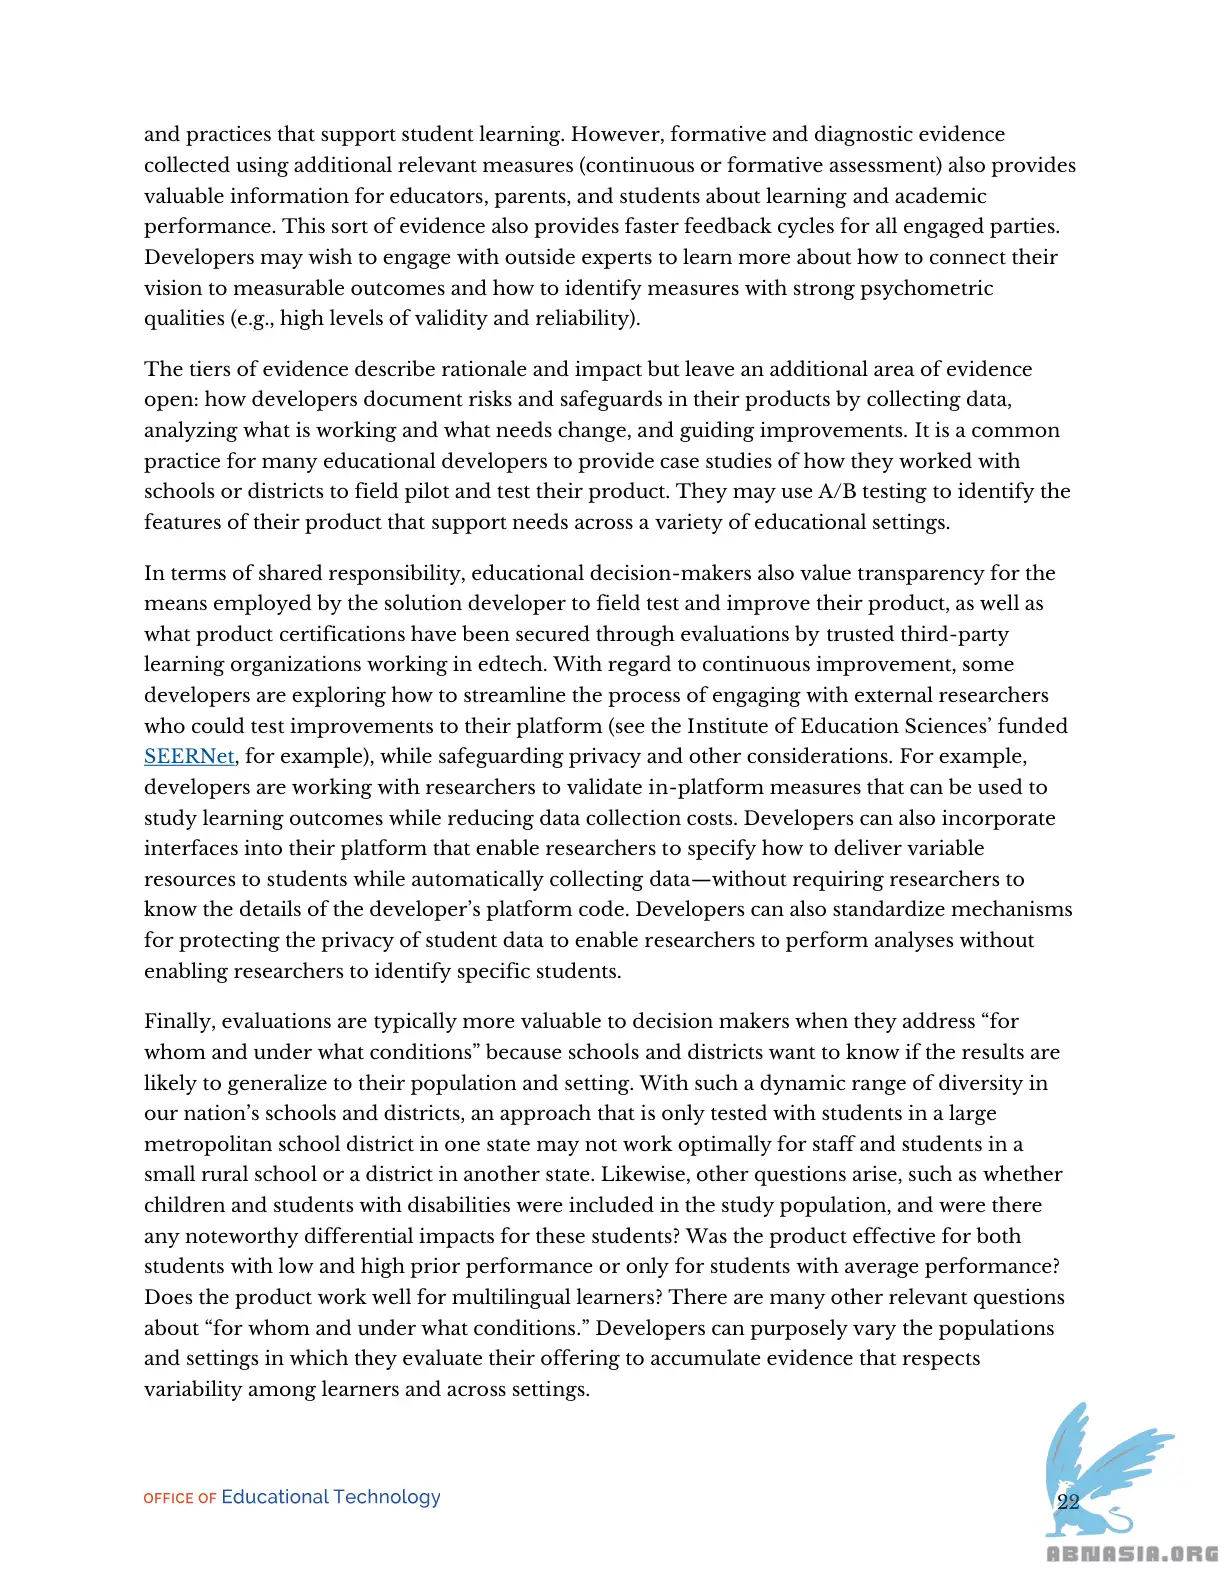 and practices that support student learning. However, formative and diagnostic evidence
collected using additional relevant measures (continuous or formative assessment) also provides
valuable information for educators, parents, and students about learning and academic
performance. This sort of evidence also provides faster feedback cycles for all engaged parties.
Developers may wish to engage with outside experts to learn more about how to connect their
vision to measurable outcomes and how to identify measures with strong psychometric
qualities (e.g., high levels of validity and reliability).
The tiers of evidence describe rationale and impact but leave an additional area of evidence
open: how developers document risks and safeguards in their products by collecting data,
analyzing what is working and what needs change, and guiding improvements. It is a common
practice for many educational developers to provide case studies of how they worked with
schools or districts to field pilot and test their product. They may use A/B testing to identify the
features of their product that support needs across a variety of educational settings.
In terms of shared responsibility, educational decision-makers also value transparency for the
means employed by the solution developer to field test and improve their product, as well as
what product certifications have been secured through evaluations by trusted third-party
learning organizations working in edtech. With regard to continuous improvement, some
developers are exploring how to streamline the process of engaging with external researchers
who could test improvements to their platform (see the Institute of Education Sciences’ funded
SEERNet, for example), while safeguarding privacy and other considerations. For example,
developers are working with researchers to validate in-platform measures that can be used to
study learning outcomes while reducing data collection costs. Developers can also incorporate
interfaces into their platform that enable researchers to specify how to deliver variable
resources to students while automatically collecting data—without requiring researchers to
know the details of the developer’s platform code. Developers can also standardize mechanisms
for protecting the privacy of student data to enable researchers to perform analyses without
enabling researchers to identify specific students.
Finally, evaluations are typically more valuable to decision makers when they address “for
whom and under what conditions” because schools and districts want to know if the results are
likely to generalize to their population and setting. With such a dynamic range of diversity in
our nation’s schools and districts, an approach that is only tested with students in a large
metropolitan school district in one state may not work optimally for staff and students in a
small rural school or a district in another state. Likewise, other questions arise, such as whether
children and students with disabilities were included in the study population, and were there
any noteworthy differential impacts for these students? Was the product effective for both
students with low and high prior performance or only for students with average performance?
Does the product work well for multilingual learners? There are many other relevant questions
about “for whom and under what conditions.” Developers can purposely vary the populations
and settings in which they evaluate their offering to accumulate evidence that respects
variability among learners and across settings.
OFFICE OF Educational Technology
22
ABNASIA.ORG